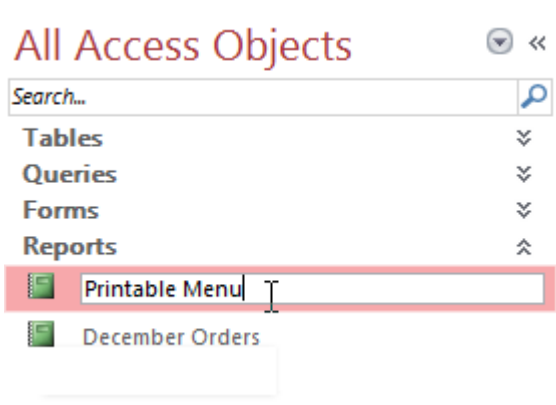 All Access Objects
Search...
Tables
Queries
Forms
Reports
Printable Menu
December Orders